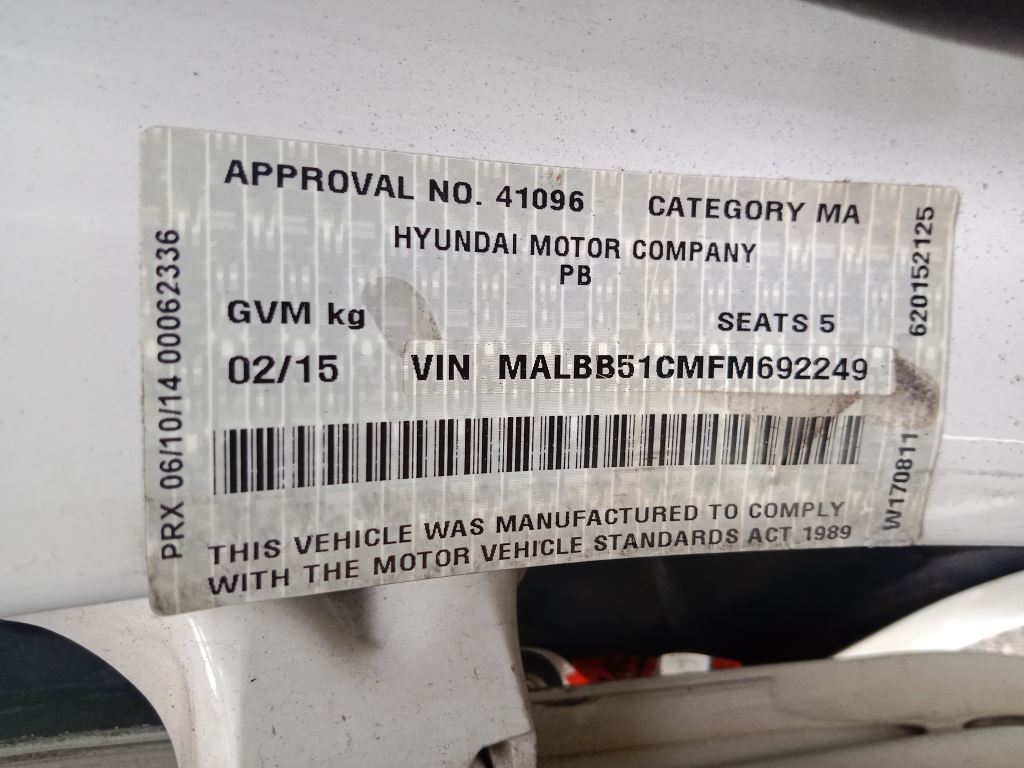 APPROVAL NO. 41096 CATEGORY MA
HYUNDAI MOTOR COMPANY
PB
GVM kg SEATS 5
02/15 VIN MALBB51CMFM692249
THIS VEHICLE WAS MANUFACTURED TO COMPLY
WITH THE MOTOR VEHICLE STANDARDS ACT 1989
PRX 06/10/14 00062336
620152125
W170811